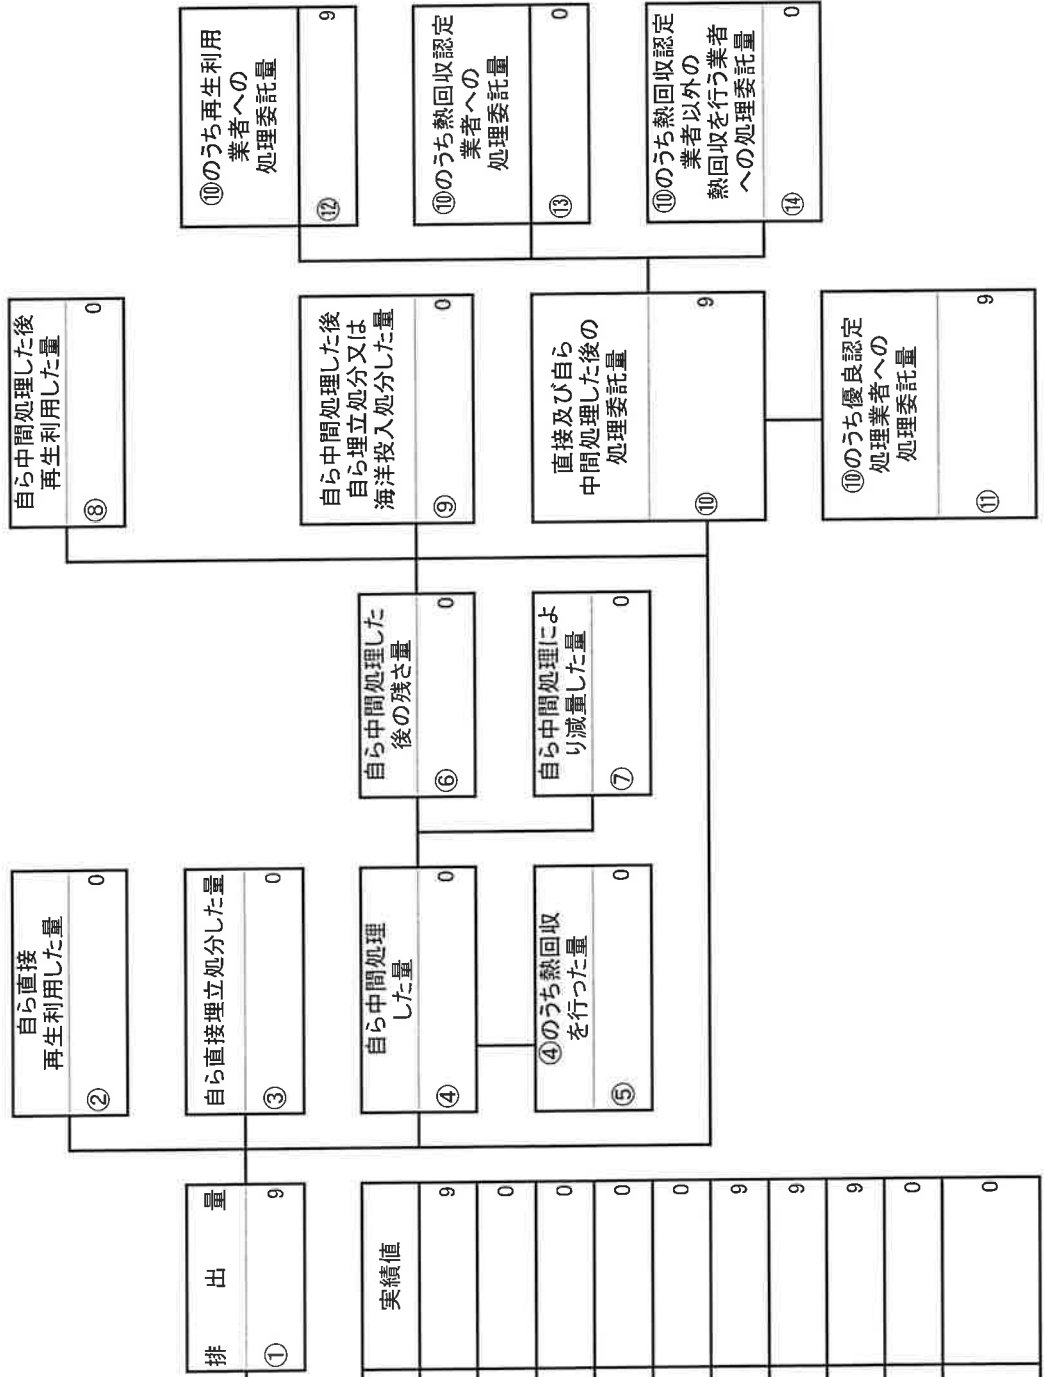 排出量
① 9
自ら直接
再生利用した量
② 0
自ら直接埋立処分した量
③ 0
自ら中間処理
した量
④ 0
④のうち熱回収
を行った量
⑤ 0
自ら中間処理した
後の残さ量
⑥ 0
自ら中間処理によ
り減量した量
⑦ 0
自ら中間処理した後
再生利用した量
⑧ 0
自ら中間処理した後
自ら埋立処分又は
海洋投入処分した量
⑨ 0
直接及び自ら
中間処理した後の
処理委託量
⑩ 9
⑩のうち優良認定
処理業者への
処理委託量
⑪ 9
⑩のうち再生利用
業者への
処理委託量
⑫ 9
⑩のうち熱回収認定
業者への
処理委託量
⑬ 0
⑩のうち熱回収認定
業者以外の
熱回収を行う業者
への処理委託量
⑭ 0
実績値
9
0
0
0
0
9
9
9
0
0